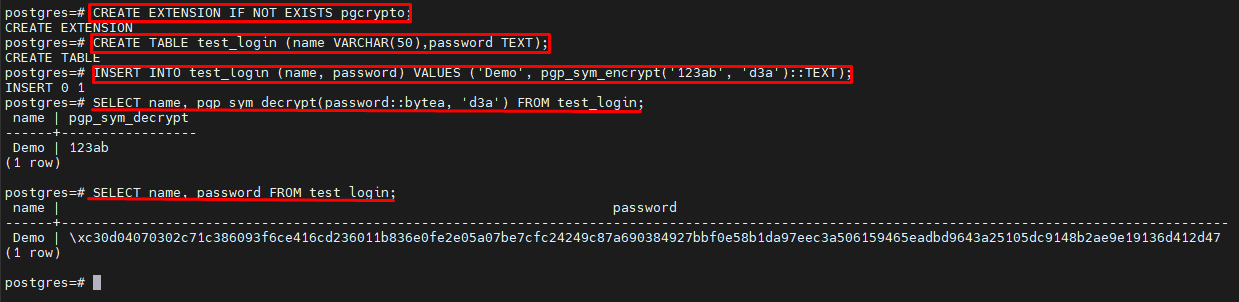 postgres=# CREATE EXTENSION IF NOT EXISTS pgcrypto;
CREATE EXTENSION
postgres=# CREATE TABLE test_login (name VARCHAR(50),password TEXT);
CREATE TABLE
postgres=# INSERT INTO test_login (name, password) VALUES ('Demo', pgp_sym_encrypt('123ab', 'd3a')::TEXT);
INSERT 0 1
postgres=# SELECT name, pgp_sym_decrypt(password::bytea, 'd3a') FROM test_login;
 name | pgp_sym_decrypt
------+-----------------
 Demo | 123ab
(1 row)
postgres=# SELECT name, password FROM test_login;
 name | password
------+------------------------------------------------------------------------------------------------------------------------------------------------------
 Demo | \xc30d04070302c71c386093f6ce416cd236011b836e0fe2e05a07be7cfc24249c87a690384927bbf0e58b1da97eec3a506159465eadbd9643a25105dc9148b2ae9e19136d412d47
(1 row)
postgres=#